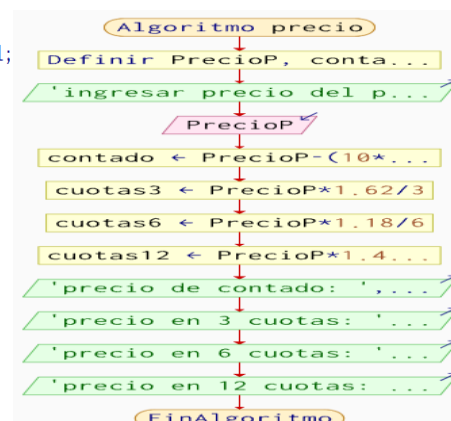 Algoritmo precio
Definir PrecioP, conta...
'ingresar precio del p...
PrecioP
contado ← PrecioP-(10*...
cuotas3 ← PrecioP*1.62/3
cuotas6 ← PrecioP*1.18/6
cuotas12 ← PrecioP*1.4...
'precio de contado: ',...
'precio en 3 cuotas: '...
'precio en 6 cuotas: '...
'precio en 12 cuotas: ...
FinAlgoritmo